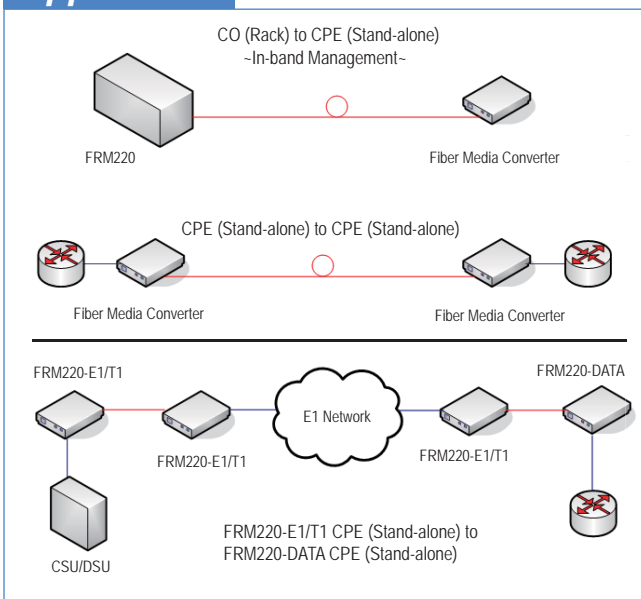 CO (Rack) to CPE (Stand-alone)
~In-band Management~
FRM220
Fiber Media Converter
CPE (Stand-alone) to CPE (Stand-alone)
Fiber Media Converter
Fiber Media Converter
FRM220-E1/T1
FRM220-DATA
E1 Network
FRM220-E1/T1
FRM220-E1/T1
FRM220-E1/T1 CPE (Stand-alone) to
FRM220-DATA CPE (Stand-alone)
CSU/DSU